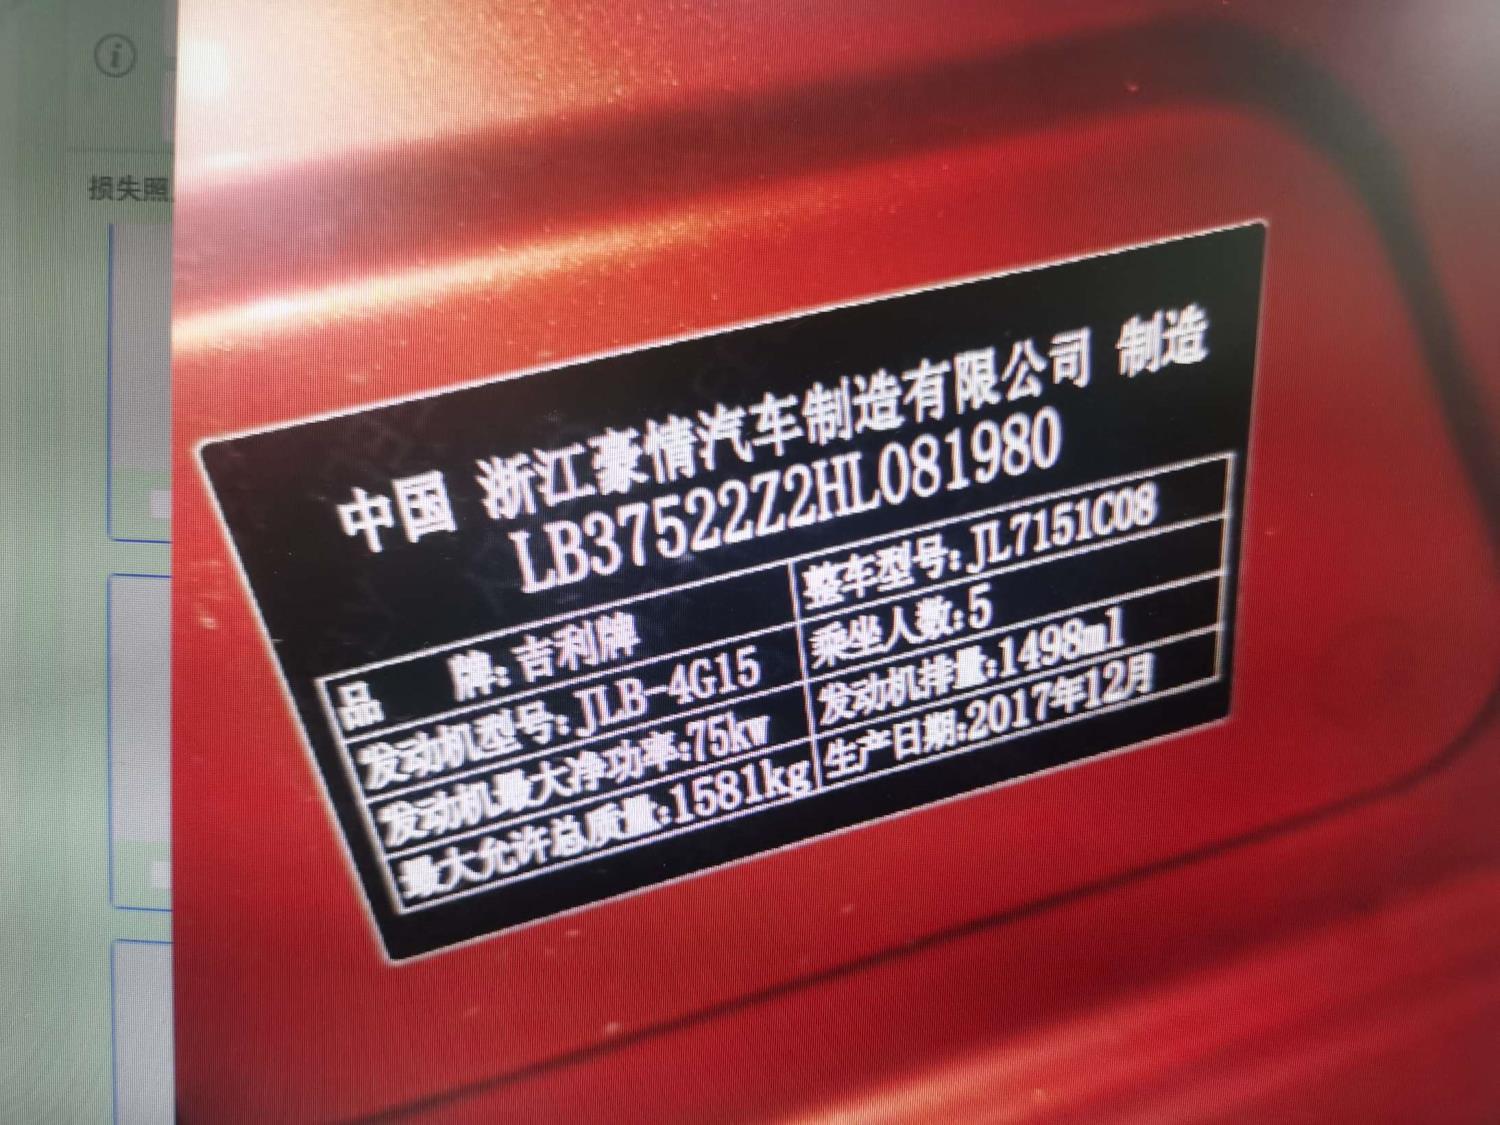 损失照
中国 浙江豪情汽车制造有限公司 制造
LB37522Z2HL081980
品 牌:吉利牌
整车型号:JL7151C08
发动机型号:JLB-4G15
乘坐人数:5
发动机最大净功率:75kw
发动机排量:1498ml
最大允许总质量:1581kg
生产日期:2017年12月